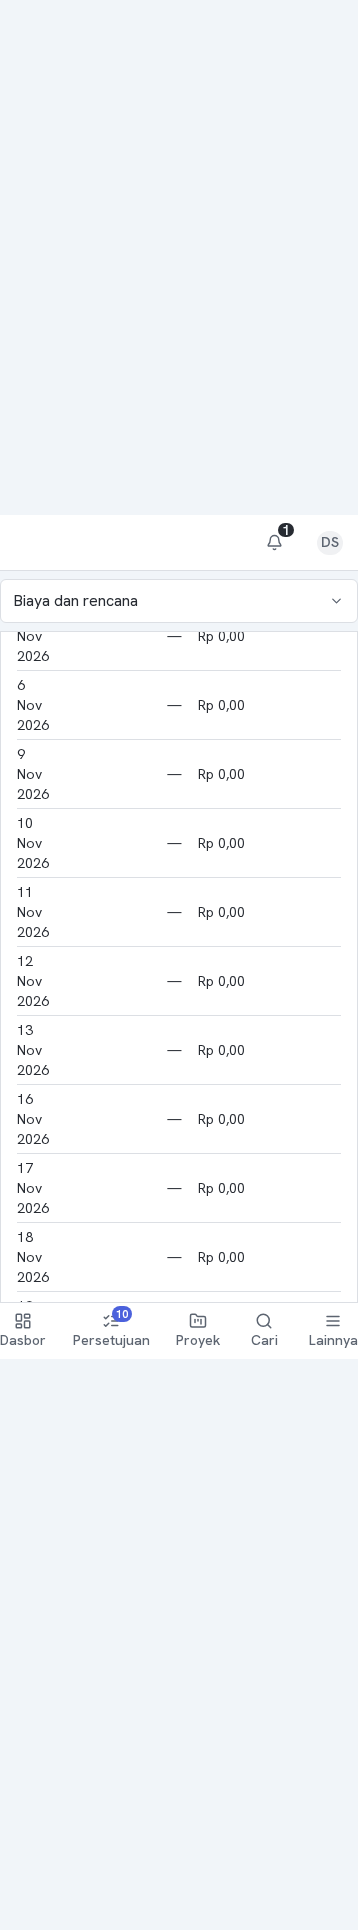 1
DS
Biaya dan rencana
Nov
2026
— Rp 0,00
6
Nov
2026
— Rp 0,00
9
Nov
2026
— Rp 0,00
10
Nov
2026
— Rp 0,00
11
Nov
2026
— Rp 0,00
12
Nov
2026
— Rp 0,00
13
Nov
2026
— Rp 0,00
16
Nov
2026
— Rp 0,00
17
Nov
2026
— Rp 0,00
18
Nov
2026
— Rp 0,00
10
Dasbor Persetujuan Proyek Cari Lainnya